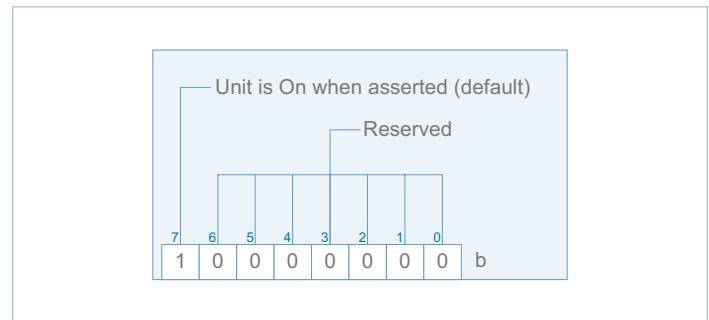 Unit is On when asserted (default)
Reserved
7 6 5 4 3 2 1 0
1 0 0 0 0 0 0 0 b